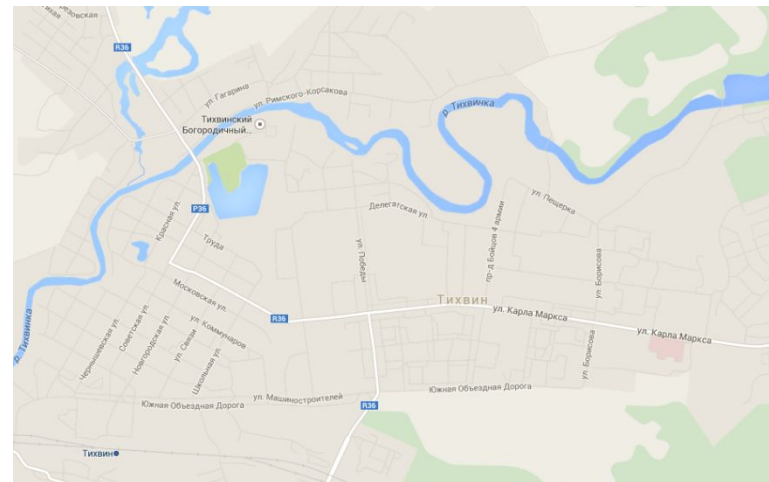 резовская
Тихая
R36
ул. Гагарина
ул. Римского-Корсакова
р. Тихвинка
Тихвинский
Богородичный...
ул. Пещерка
Делегатская ул.
P36
Красная ул.
Труда
ул. Победы
пр-д Бойцов 4 армии
ул. Борисова
Московская ул.
Тихвин
R36
ул. Карла Маркса
ул. Карла Маркса
р. Тихвинка
Чернышевская ул.
Советская ул.
Новгородская ул.
ул. Связи
ул. Коммунаров
Школьная ул.
ул. Борисова
Южная Объездная Дорога
ул. Машиностроителей
Южная Объездная Дорога
R36
Тихвин